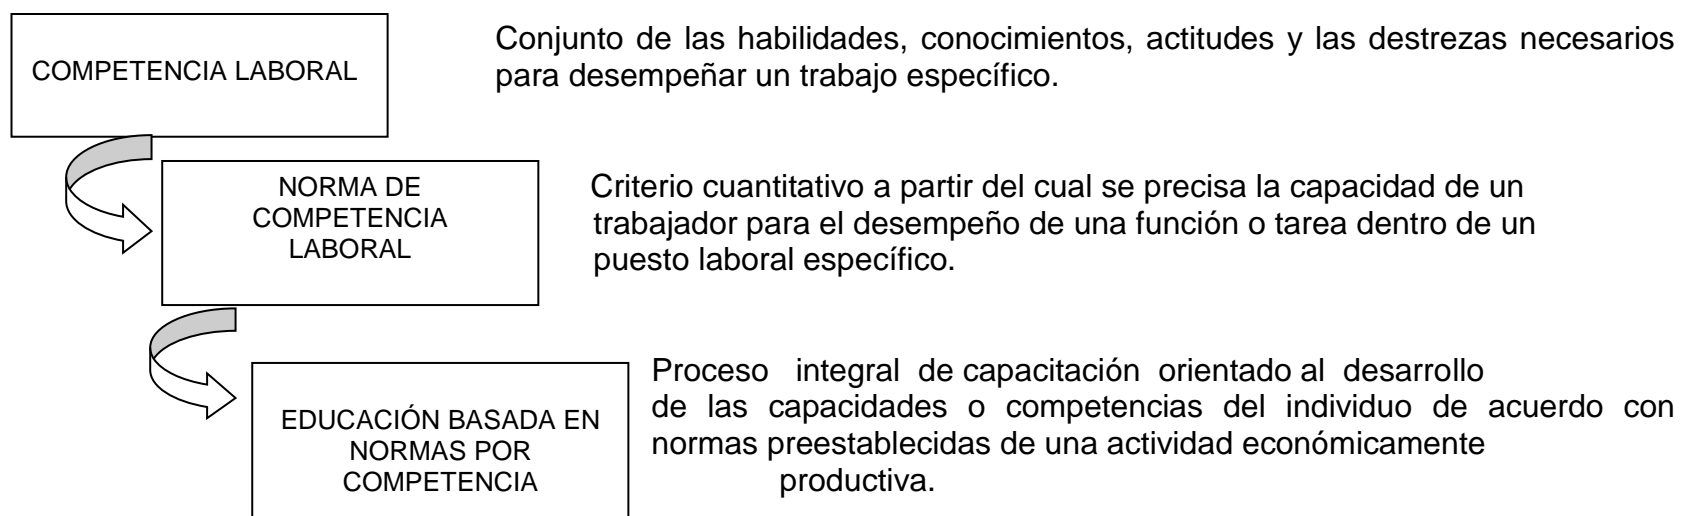 COMPETENCIA LABORAL
Conjunto de las habilidades, conocimientos, actitudes y las destrezas necesarios
para desempeñar un trabajo específico.
NORMA DE
COMPETENCIA
LABORAL
Criterio cuantitativo a partir del cual se precisa la capacidad de un
trabajador para el desempeño de una función o tarea dentro de un
puesto laboral específico.
EDUCACIÓN BASADA EN
NORMAS POR
COMPETENCIA
Proceso integral de capacitación orientado al desarrollo
de las capacidades o competencias del individuo de acuerdo con
normas preestablecidas de una actividad económicamente
productiva.